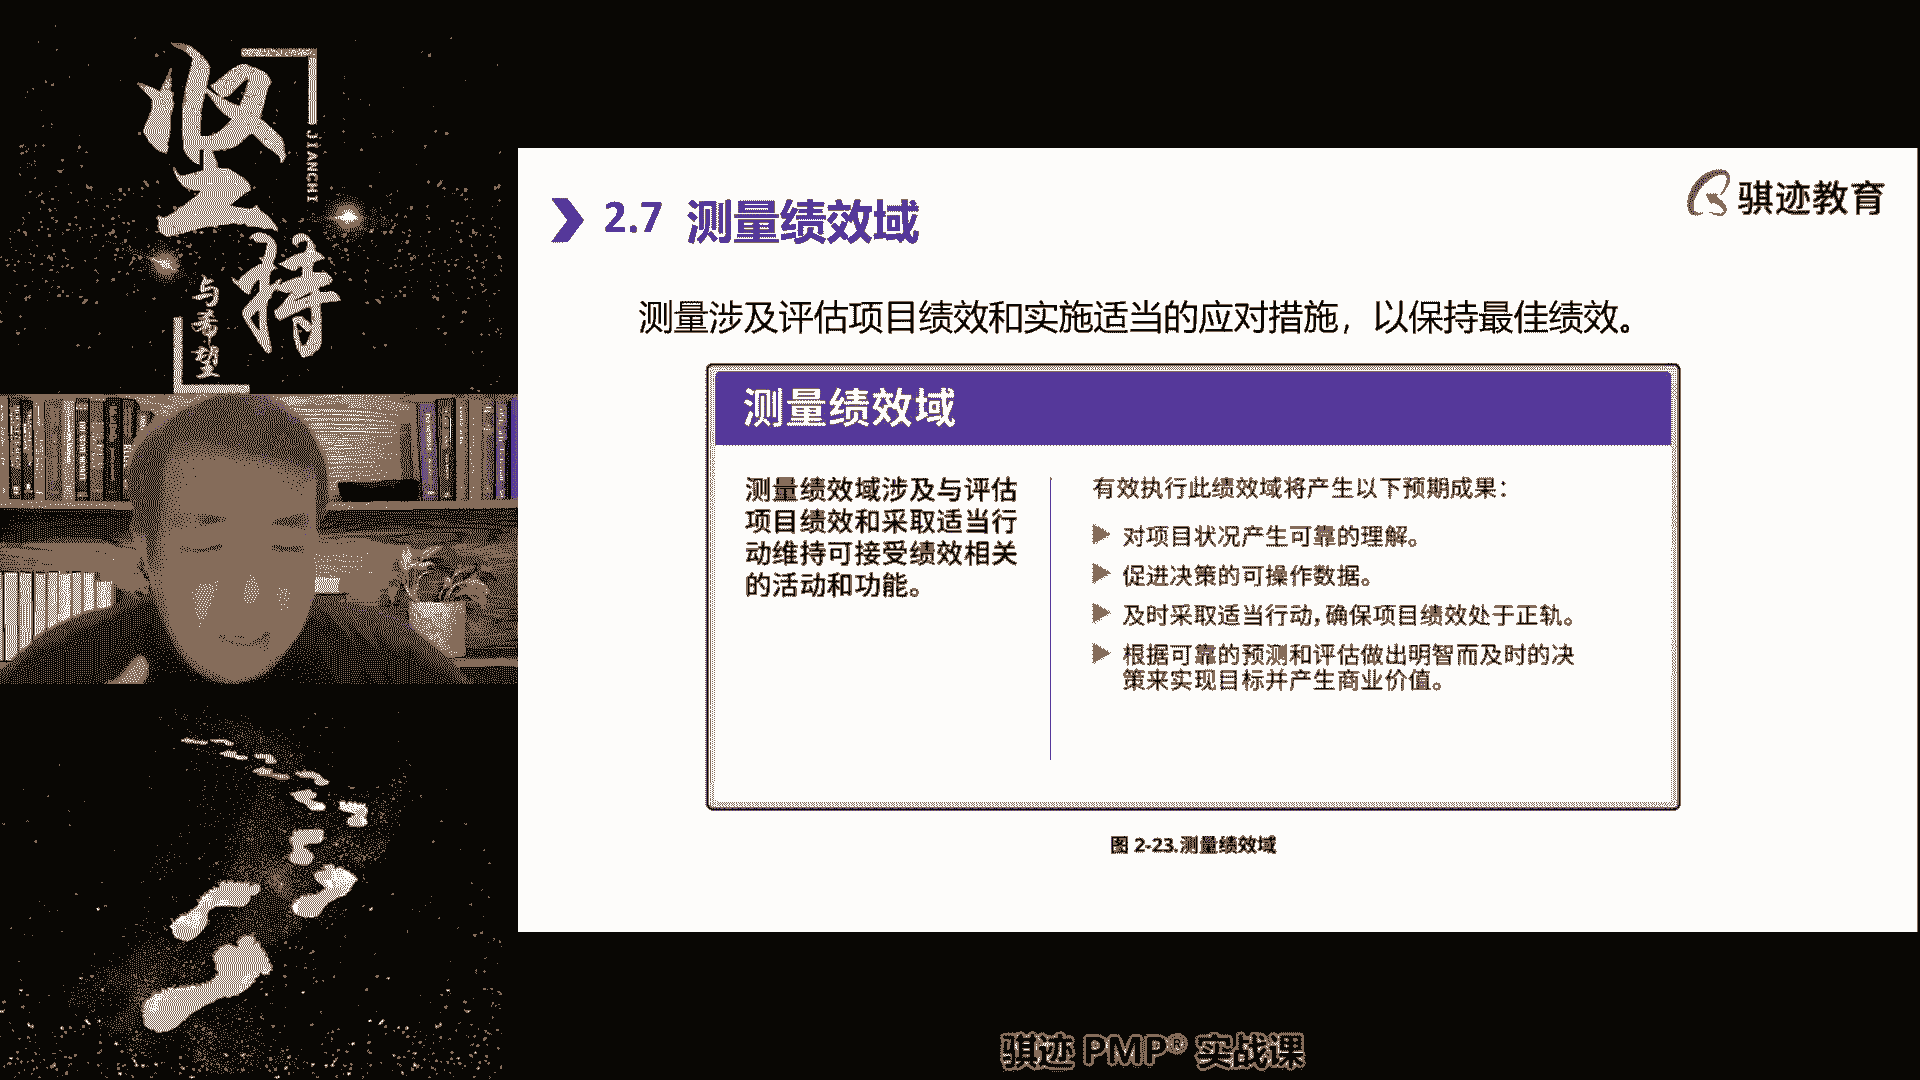 坚持
JIANCHI
与希望
骐迹教育
2.7 测量绩效域
测量涉及评估项目绩效和实施适当的应对措施，以保持最佳绩效。
测量绩效域
测量绩效域涉及与评估
项目绩效和采取适当行
动维持可接受绩效相关
的活动和功能。
有效执行此绩效域将产生以下预期成果：
对项目状况产生可靠的理解。
促进决策的可操作数据。
及时采取适当行动，确保项目绩效处于正轨。
根据可靠的预测和评估做出明智而及时的决
策来实现目标并产生商业价值。
图 2-23.测量绩效域
骐迹 PMP® 实战课